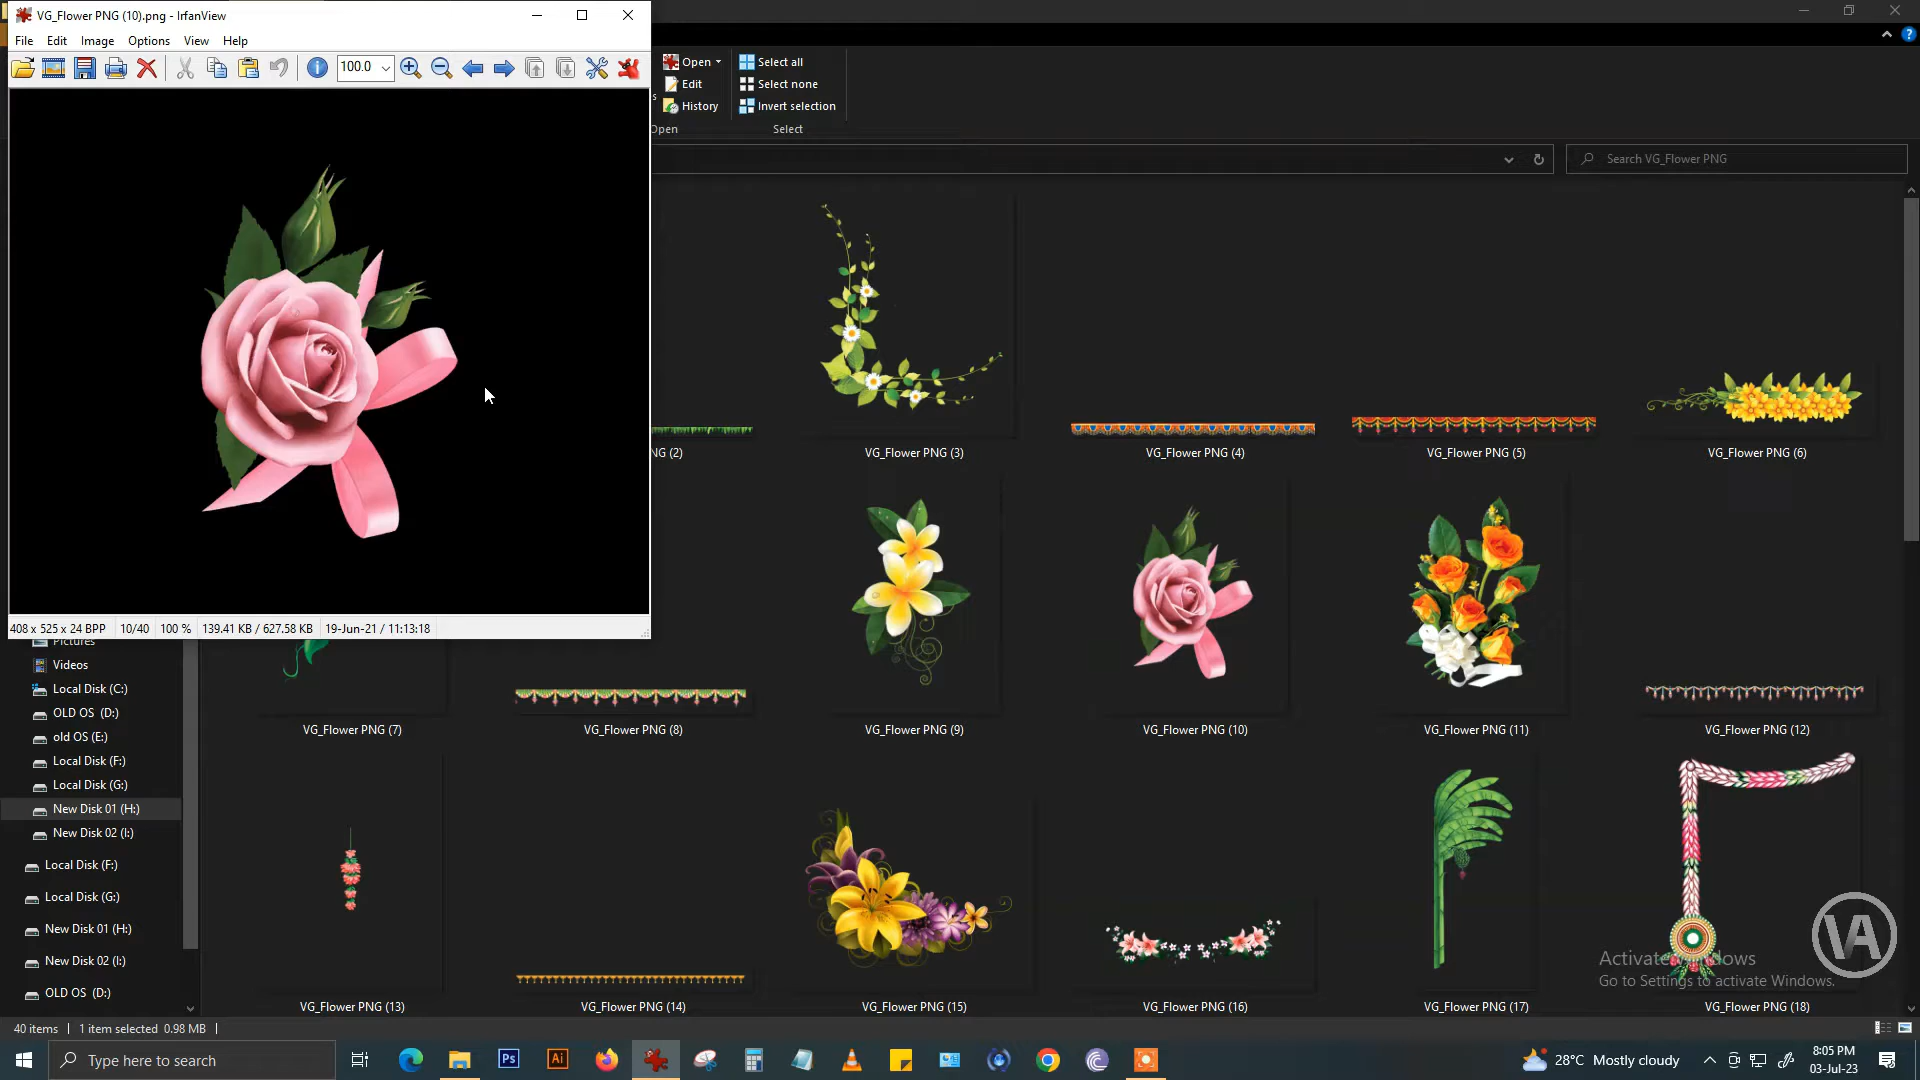 VG_Flower PNG (10).png - IrfanView
File Edit Image Options View Help
100.0
Open
Edit
History
Open
Select all
Select none
Invert selection
Select
Search VG_Flower PNG
NG (2)
VG_Flower PNG (3)
VG_Flower PNG (4)
VG_Flower PNG (5)
VG_Flower PNG (6)
408 x 525 x 24 BPP 10/40 100 % 139.41 KB / 627.58 KB 19-Jun-21 / 11:13:18
Pictures
Videos
Local Disk (C:)
OLD OS (D:)
old OS (E:)
Local Disk (F:)
Local Disk (G:)
New Disk 01 (H:)
New Disk 02 (I:)
Local Disk (F:)
Local Disk (G:)
New Disk 01 (H:)
New Disk 02 (I:)
OLD OS (D:)
VG_Flower PNG (7)
VG_Flower PNG (8)
VG_Flower PNG (9)
VG_Flower PNG (10)
VG_Flower PNG (11)
VG_Flower PNG (12)
VG_Flower PNG (13)
VG_Flower PNG (14)
VG_Flower PNG (15)
VG_Flower PNG (16)
VG_Flower PNG (17)
VG_Flower PNG (18)
VA
Activate Windows
Go to Settings to activate Windows.
40 items 1 item selected 0.98 MB
Type here to search
Ps
Ai
28°C Mostly cloudy
8:05 PM
03-Jul-23